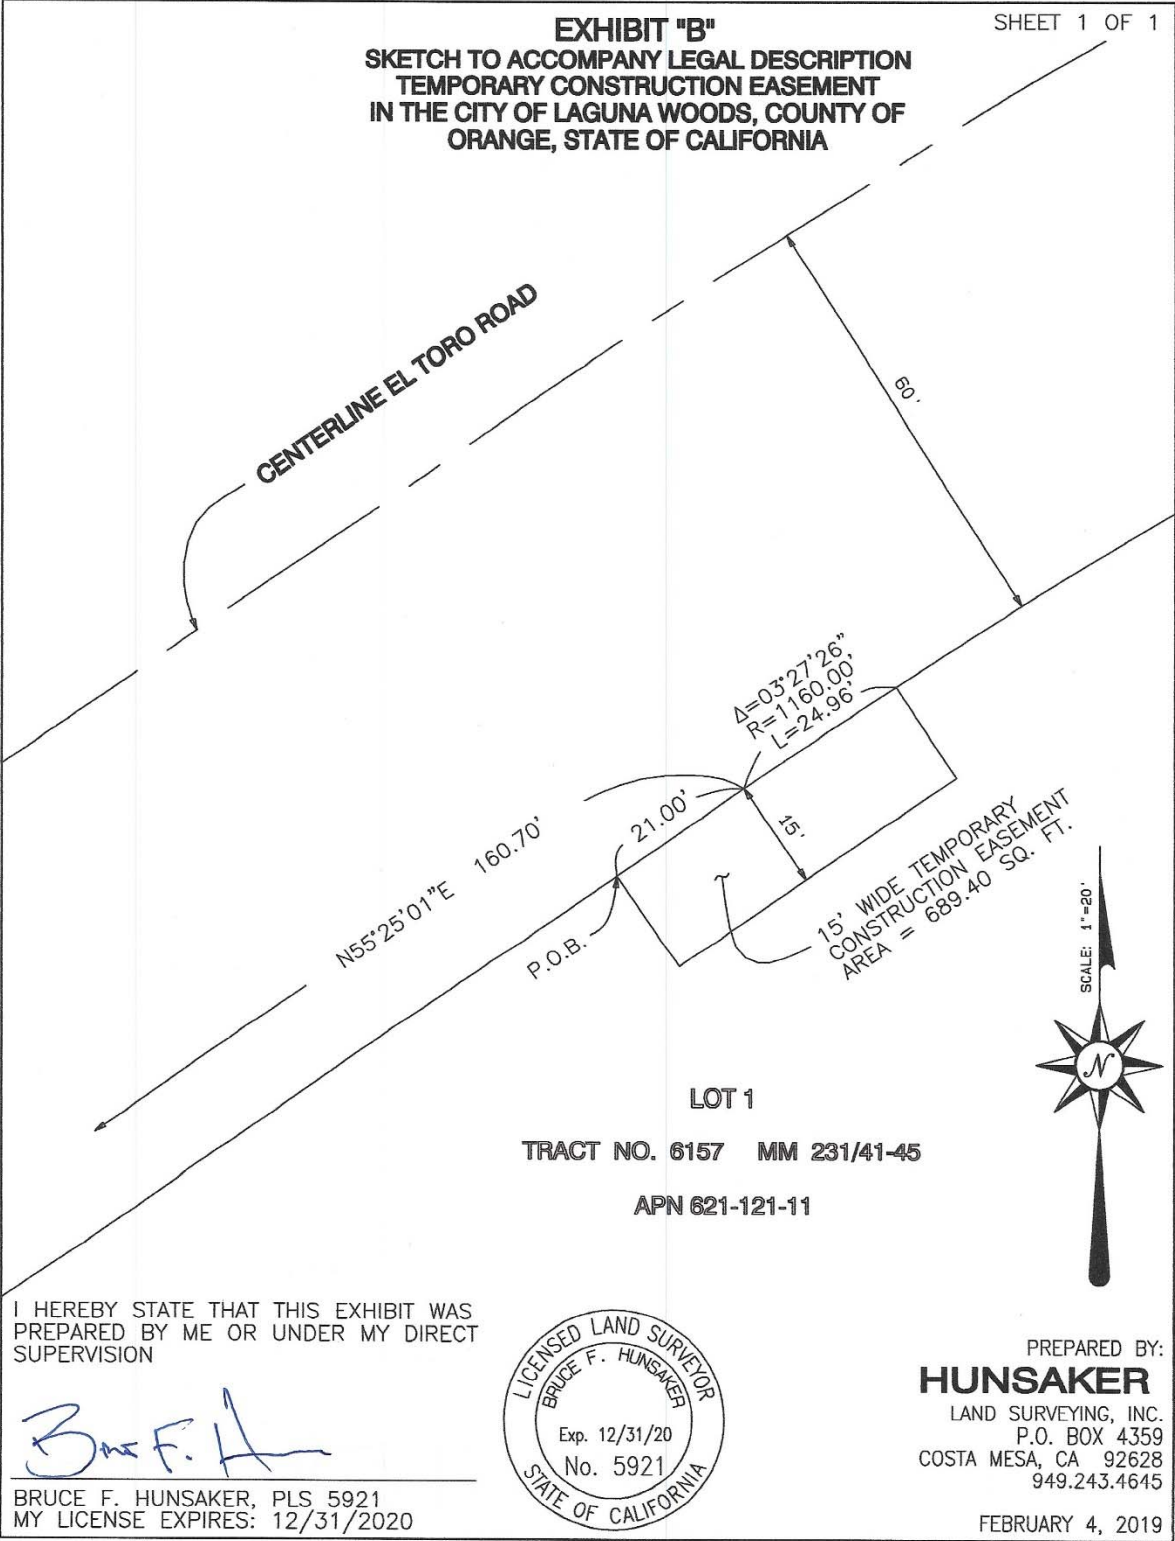 EXHIBIT "B"
SHEET 1 OF 1
SKETCH TO ACCOMPANY LEGAL DESCRIPTION
TEMPORARY CONSTRUCTION EASEMENT
IN THE CITY OF LAGUNA WOODS, COUNTY OF
ORANGE, STATE OF CALIFORNIA
CENTERLINE EL TORO ROAD
60'
Δ=03°27'26"
R=1160.00'
L=24.96'
N55°25'01"E 160.70'
21.00'
15'
P.O.B.
15' WIDE TEMPORARY
CONSTRUCTION EASEMENT
AREA = 689.40 SQ. FT.
SCALE: 1"=20'
N
LOT 1
TRACT NO. 6157 MM 231/41-45
APN 621-121-11
I HEREBY STATE THAT THIS EXHIBIT WAS
PREPARED BY ME OR UNDER MY DIRECT
SUPERVISION
Bruce F. H
BRUCE F. HUNSAKER, PLS 5921
MY LICENSE EXPIRES: 12/31/2020
LICENSED LAND SURVEYOR
BRUCE F. HUNSAKER
Exp. 12/31/20
No. 5921
STATE OF CALIFORNIA
PREPARED BY:
HUNSAKER
LAND SURVEYING, INC.
P.O. BOX 4359
COSTA MESA, CA 92628
949.243.4645
FEBRUARY 4, 2019